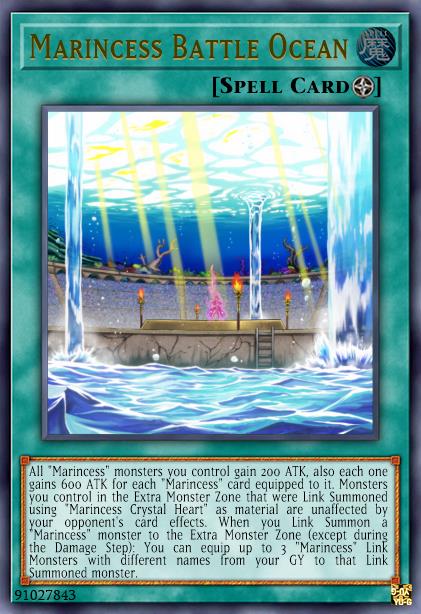 Marincess Battle Ocean 魔
[Spell Card]
All "Marincess" monsters you control gain 200 ATK, also each one
gains 600 ATK for each "Marincess" card equipped to it. Monsters
you control in the Extra Monster Zone that were Link Summoned
using "Marincess Crystal Heart" as material are unaffected by
your opponent's card effects. When you Link Summon a
"Marincess" monster to the Extra Monster Zone (except during
the Damage Step): You can equip up to 3 "Marincess" Link
Monsters with different names from your GY to that Link
Summoned monster.
91027843